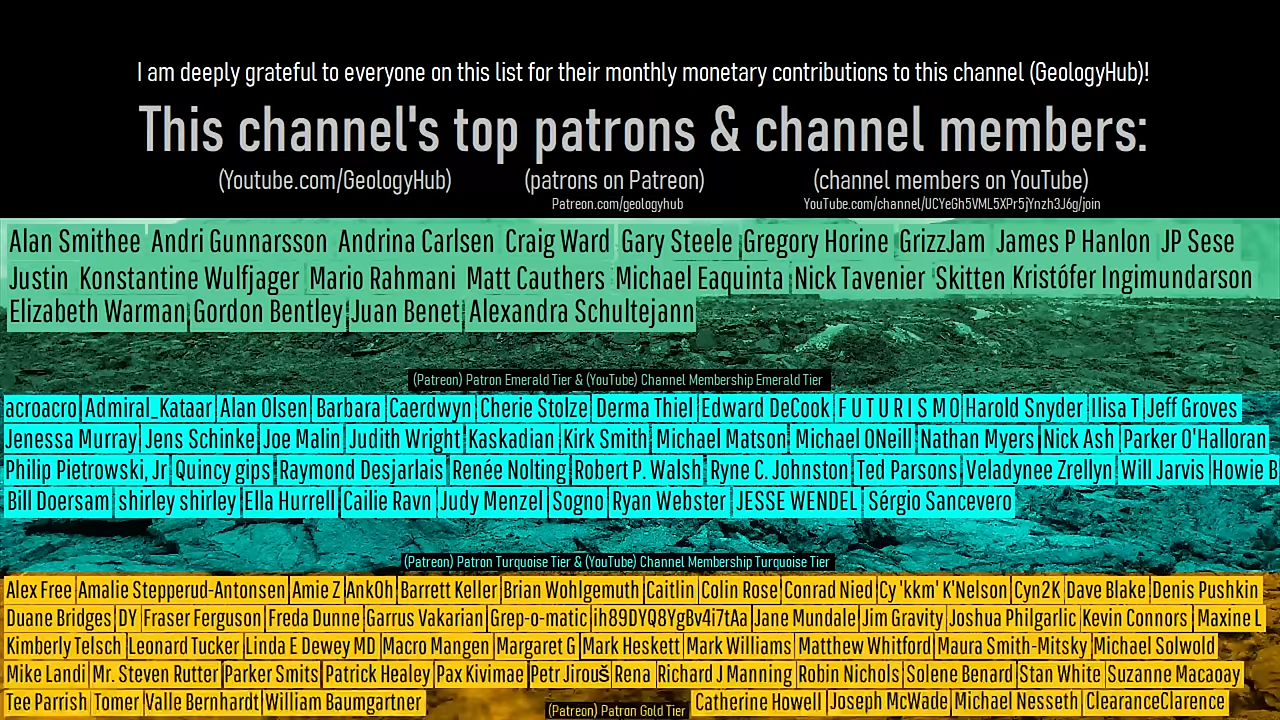 I am deeply grateful to everyone on this list for their monthly monetary contributions to this channel (GeologyHub)!
This channel's top patrons & channel members:
(Youtube.com/GeologyHub) (patrons on Patreon) (channel members on YouTube)
Patreon.com/geologyhub YouTube.com/channel/UCYeGh5VML5XPr5jYnzh3J6g/join
Alan Smithee Andri Gunnarsson Andrina Carlsen Craig Ward Gary Steele Gregory Horine GrizzJam James P Hanlon JP Sese
Justin Konstantine Wulfjager Mario Rahmani Matt Cauthers Michael Eaquinta Nick Tavenier Skitten Kristófer Ingimundarson
Elizabeth Warman Gordon Bentley Juan Benet Alexandra Schultejann
(Patreon) Patron Emerald Tier & (YouTube) Channel Membership Emerald Tier
acroacro Admiral_Kataar Alan Olsen Barbara Caerdwyn Cherie Stolze Derma Thiel Edward DeCook F U T U R I S M O Harold Snyder Ilisa T Jeff Groves
Jenessa Murray Jens Schinke Joe Malin Judith Wright Kaskadian Kirk Smith Michael Matson Michael ONeill Nathan Myers Nick Ash Parker O'Halloran
Philip Pietrowski, Jr Quincy gips Raymond Desjarlais Renée Nolting Robert P. Walsh Ryne C. Johnston Ted Parsons Veladynee Zrellyn Will Jarvis Howie B
Bill Doersam shirley shirley Ella Hurrell Cailie Ravn Judy Menzel Sogno Ryan Webster JESSE WENDEL Sérgio Sancevero
(Patreon) Patron Turquoise Tier & (YouTube) Channel Membership Turquoise Tier
Alex Free Amalie Stepperud-Antonsen Amie Z AnkOh Barrett Keller Brian Wohlgemuth Caitlin Colin Rose Conrad Nied Cy 'kkm' K'Nelson Cyn2K Dave Blake Denis Pushkin
Duane Bridges DY Fraser Ferguson Freda Dunne Garrus Vakarian Grep-o-matic ih89DYQ8YgBv4i7tAa Jane Mundale Jim Gravity Joshua Philgarlic Kevin Connors Maxine L
Kimberly Telsch Leonard Tucker Linda E Dewey MD Macro Mangen Margaret G Mark Heskett Mark Williams Matthew Whitford Maura Smith-Mitsky Michael Solwold
Mike Landi Mr. Steven Rutter Parker Smits Patrick Healey Pax Kivimae Petr Jirouš Rena Richard J Manning Robin Nichols Solene Benard Stan White Suzanne Macaoay
Tee Parrish Tomer Valle Bernhardt William Baumgartner Catherine Howell Joseph McWade Michael Nesseth ClearanceClarence
(Patreon) Patron Gold Tier